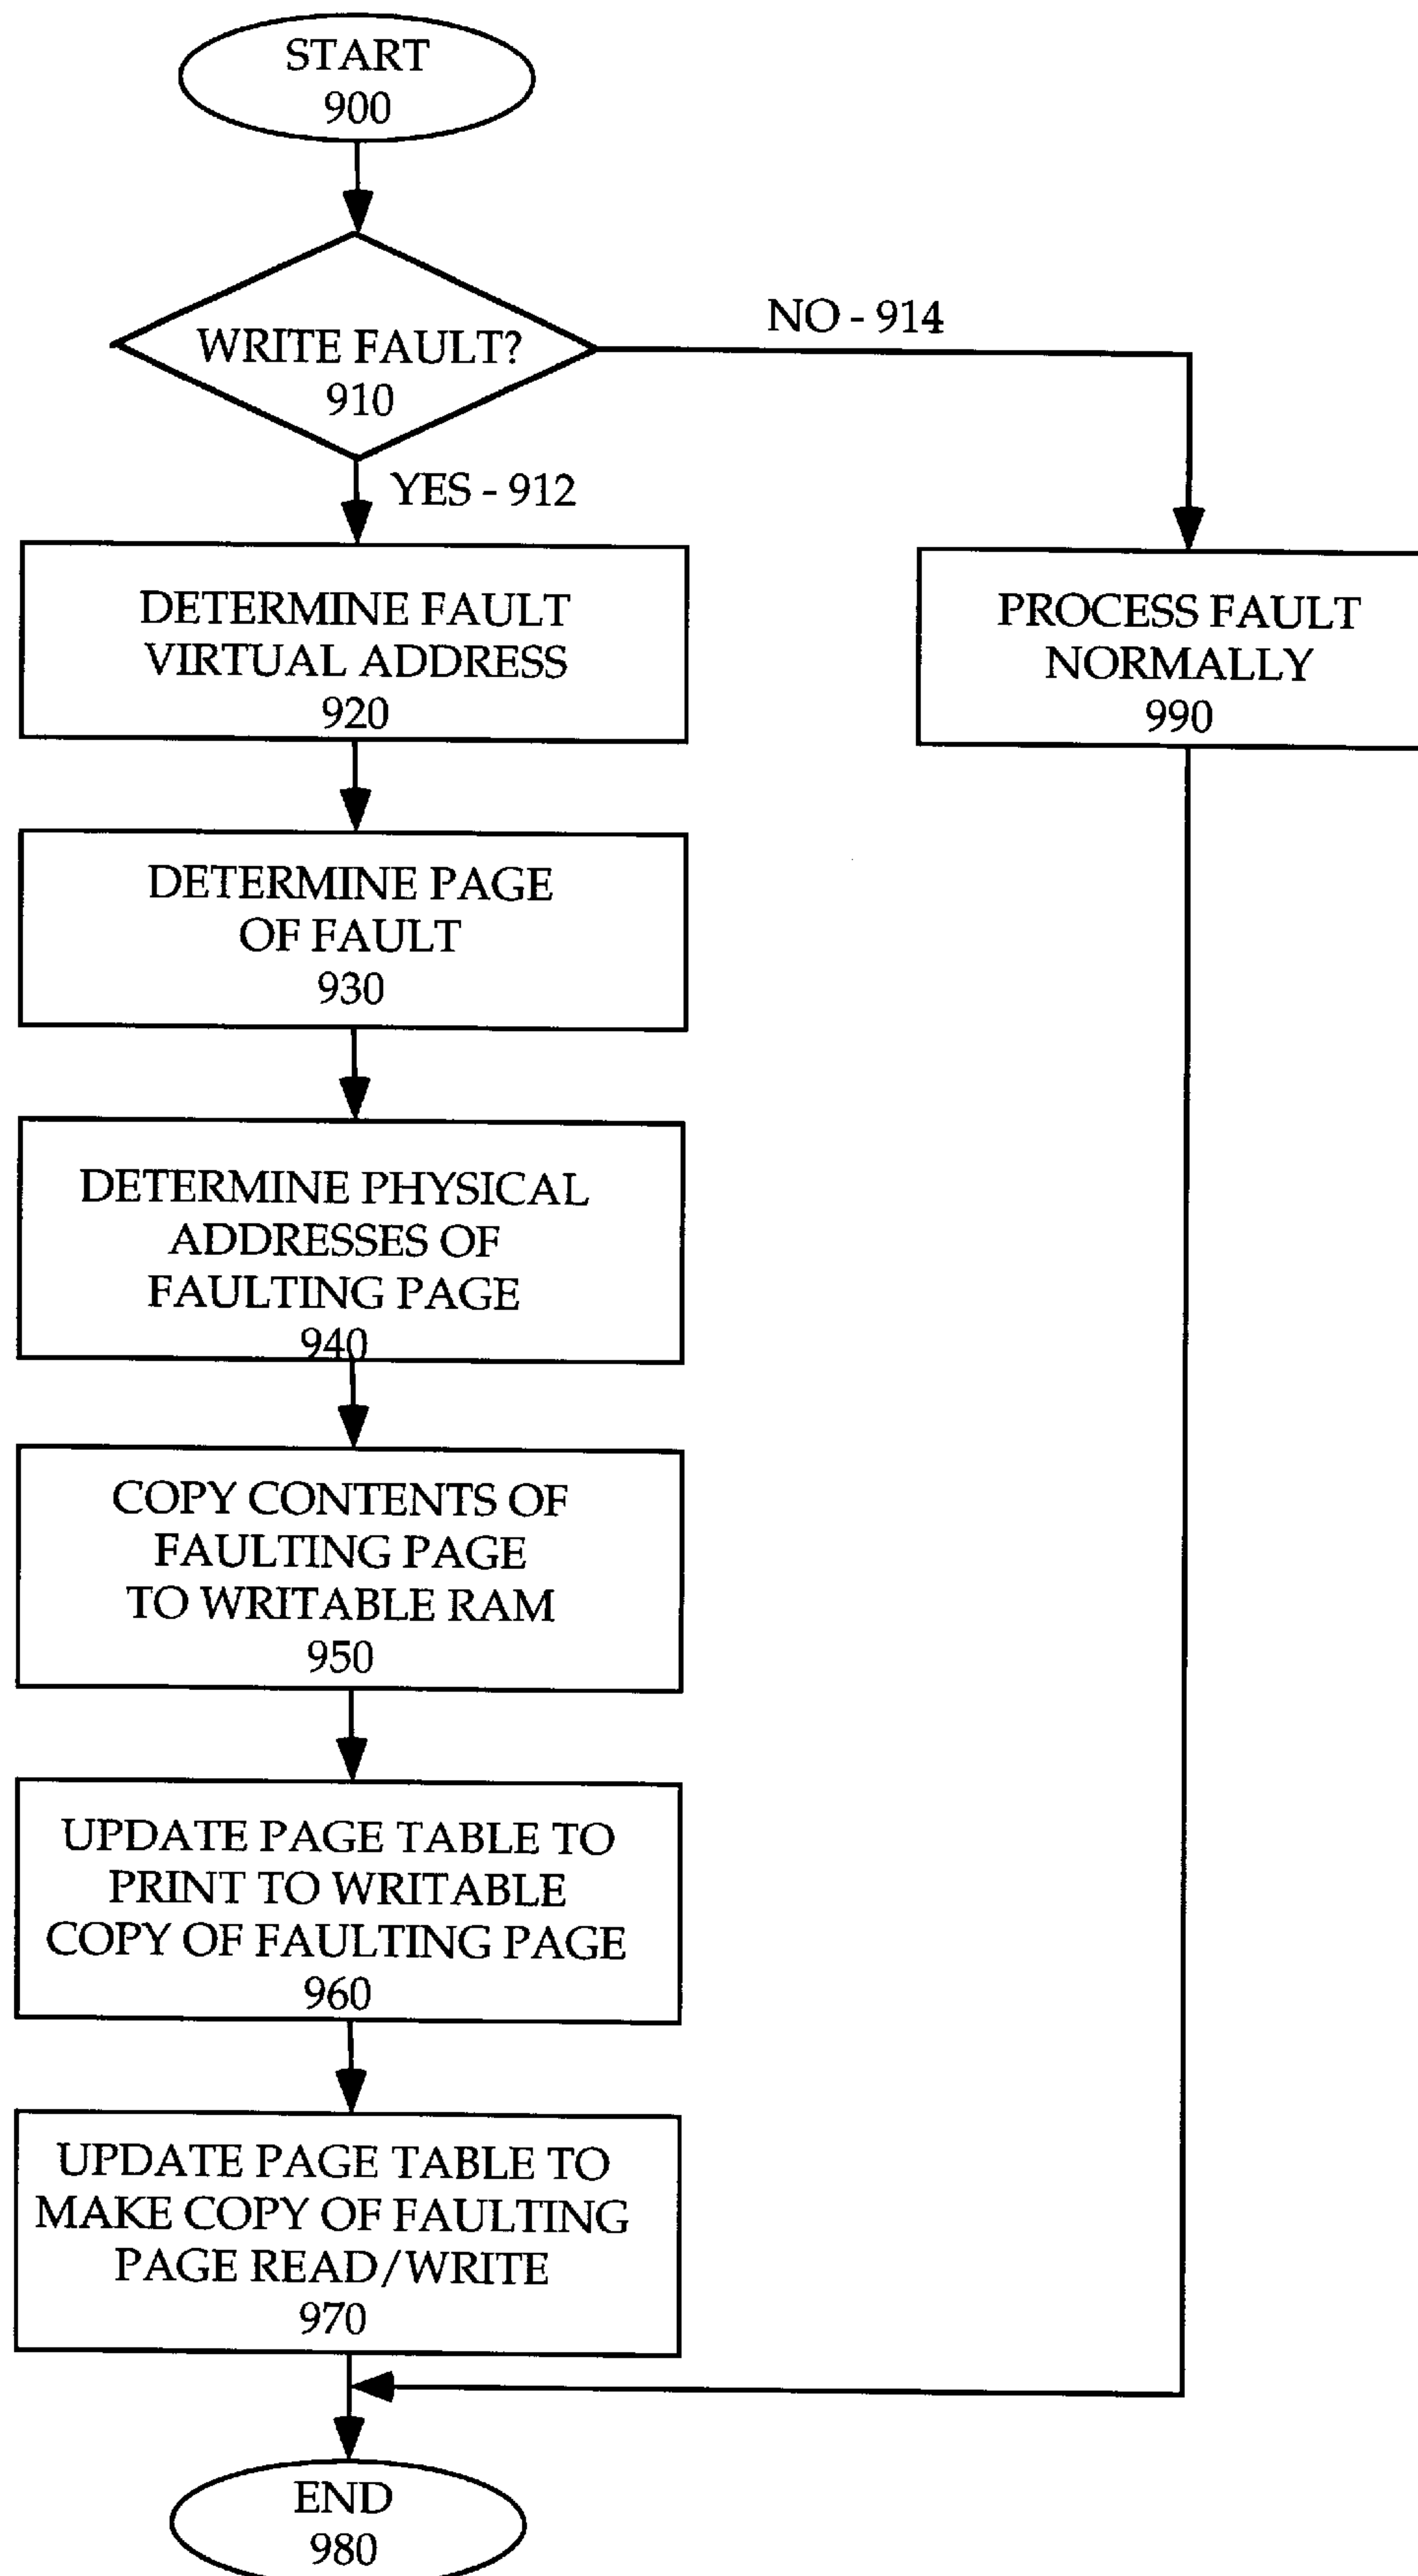 START
900
WRITE FAULT?
910
NO - 914
YES - 912
DETERMINE FAULT
VIRTUAL ADDRESS
920
PROCESS FAULT
NORMALLY
990
DETERMINE PAGE
OF FAULT
930
DETERMINE PHYSICAL
ADDRESSES OF
FAULTING PAGE
940
COPY CONTENTS OF
FAULTING PAGE
TO WRITABLE RAM
950
UPDATE PAGE TABLE TO
PRINT TO WRITABLE
COPY OF FAULTING PAGE
960
UPDATE PAGE TABLE TO
MAKE COPY OF FAULTING
PAGE READ/WRITE
970
END
980